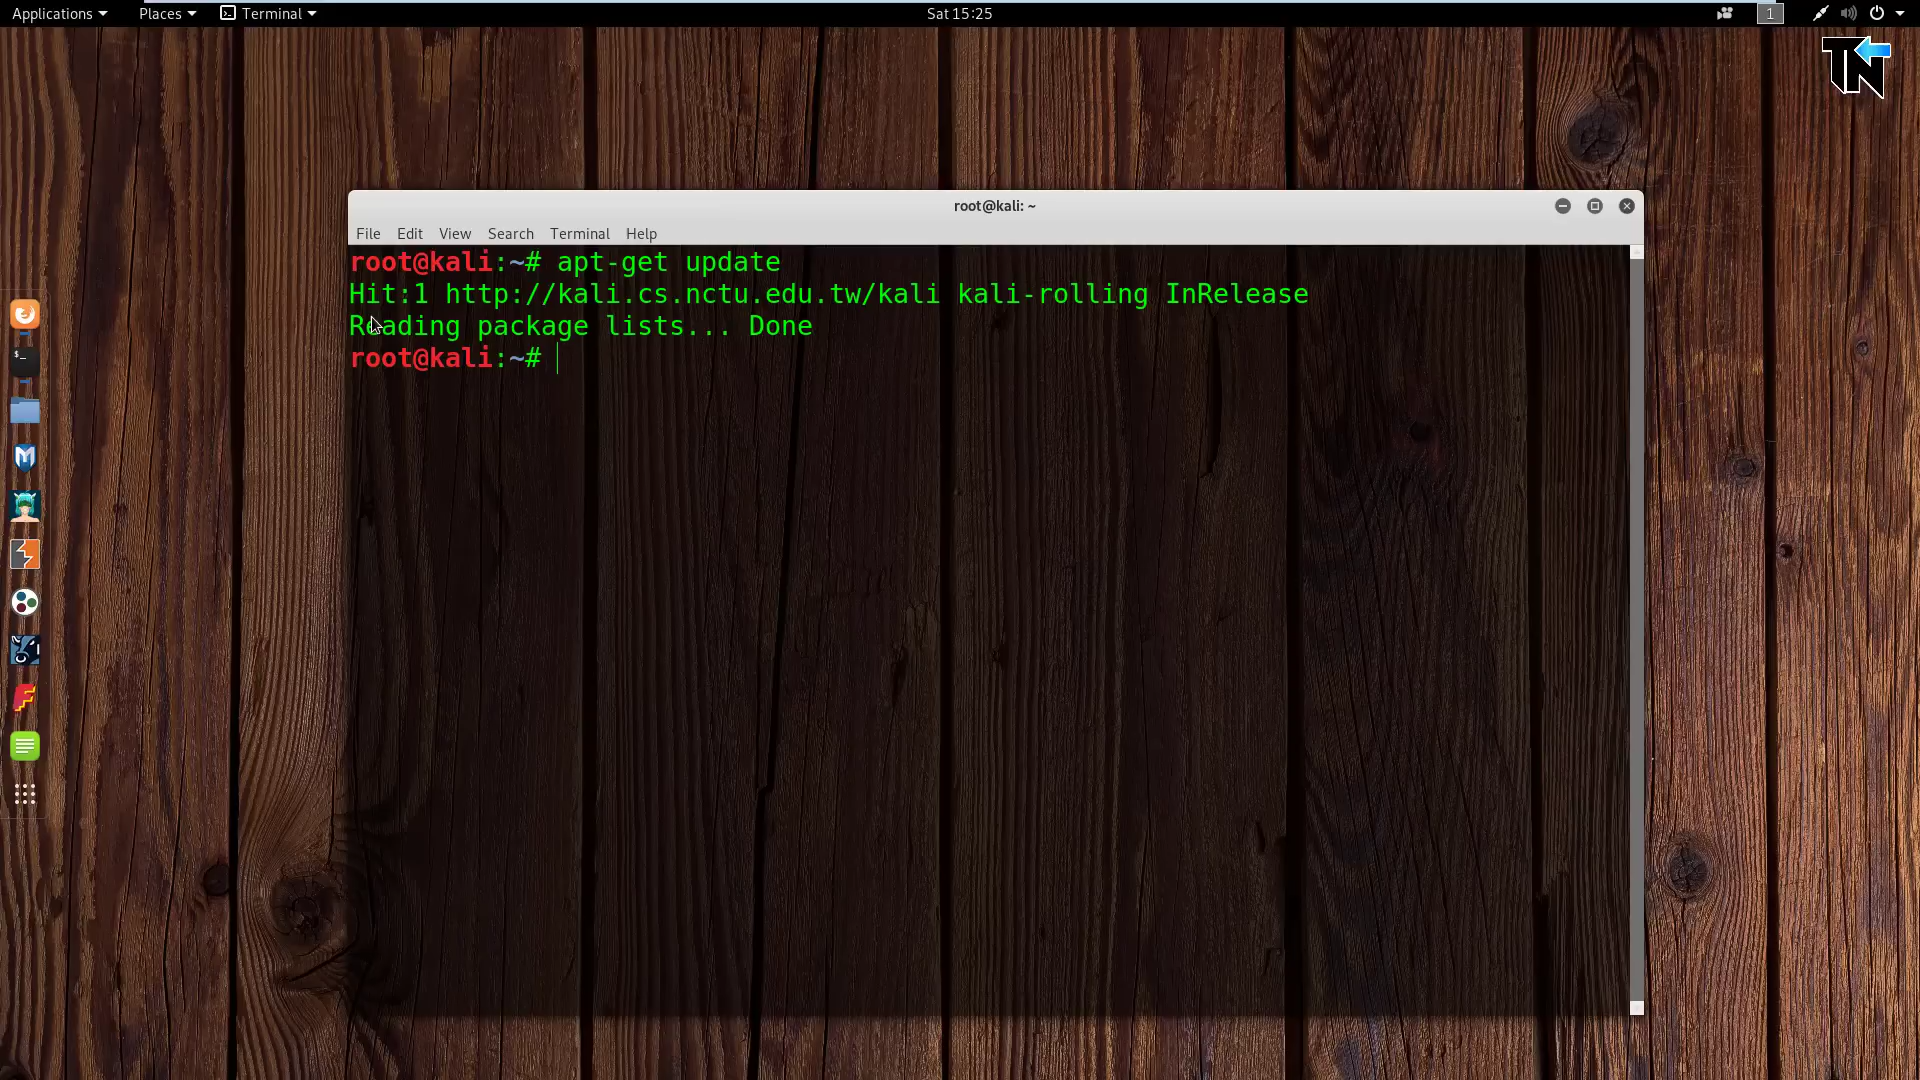 Applications Places Terminal Sat 15:25 1
TN
root@kali: ~
File Edit View Search Terminal Help
root@kali:~# apt-get update
Hit:1 http://kali.cs.nctu.edu.tw/kali kali-rolling InRelease
Reading package lists... Done
root@kali:~#